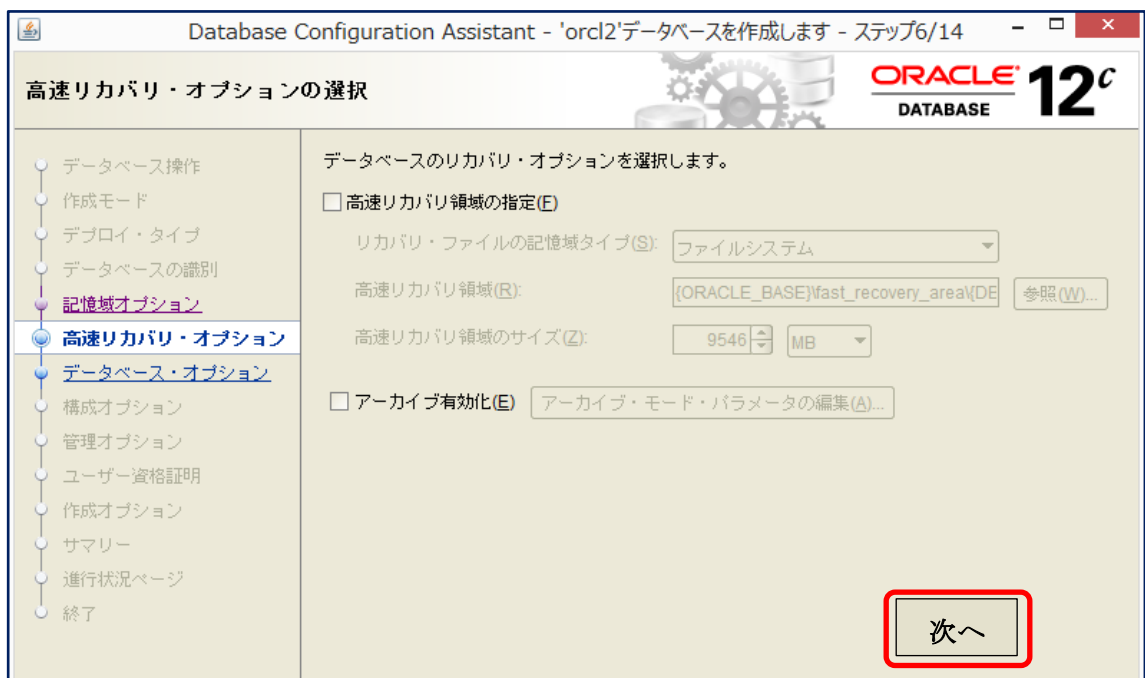 Database Configuration Assistant - 'orcl2'データベースを作成します - ステップ6/14
高速リカバリ・オプションの選択
ORACLE
DATABASE
12c
データベース操作
作成モード
デプロイ・タイプ
データベースの識別
記憶域オプション
高速リカバリ・オプション
データベース・オプション
構成オプション
管理オプション
ユーザー資格証明
作成オプション
サマリー
進行状況ページ
終了
データベースのリカバリ・オプションを選択します。
高速リカバリ領域の指定(F)
リカバリ・ファイルの記憶域タイプ(S): ファイルシステム
高速リカバリ領域(R): {ORACLE_BASE}\fast_recovery_area\{DE 参照(W)...
高速リカバリ領域のサイズ(Z): 9546 MB
アーカイブ有効化(E) アーカイブ・モード・パラメータの編集(A)...
次へ